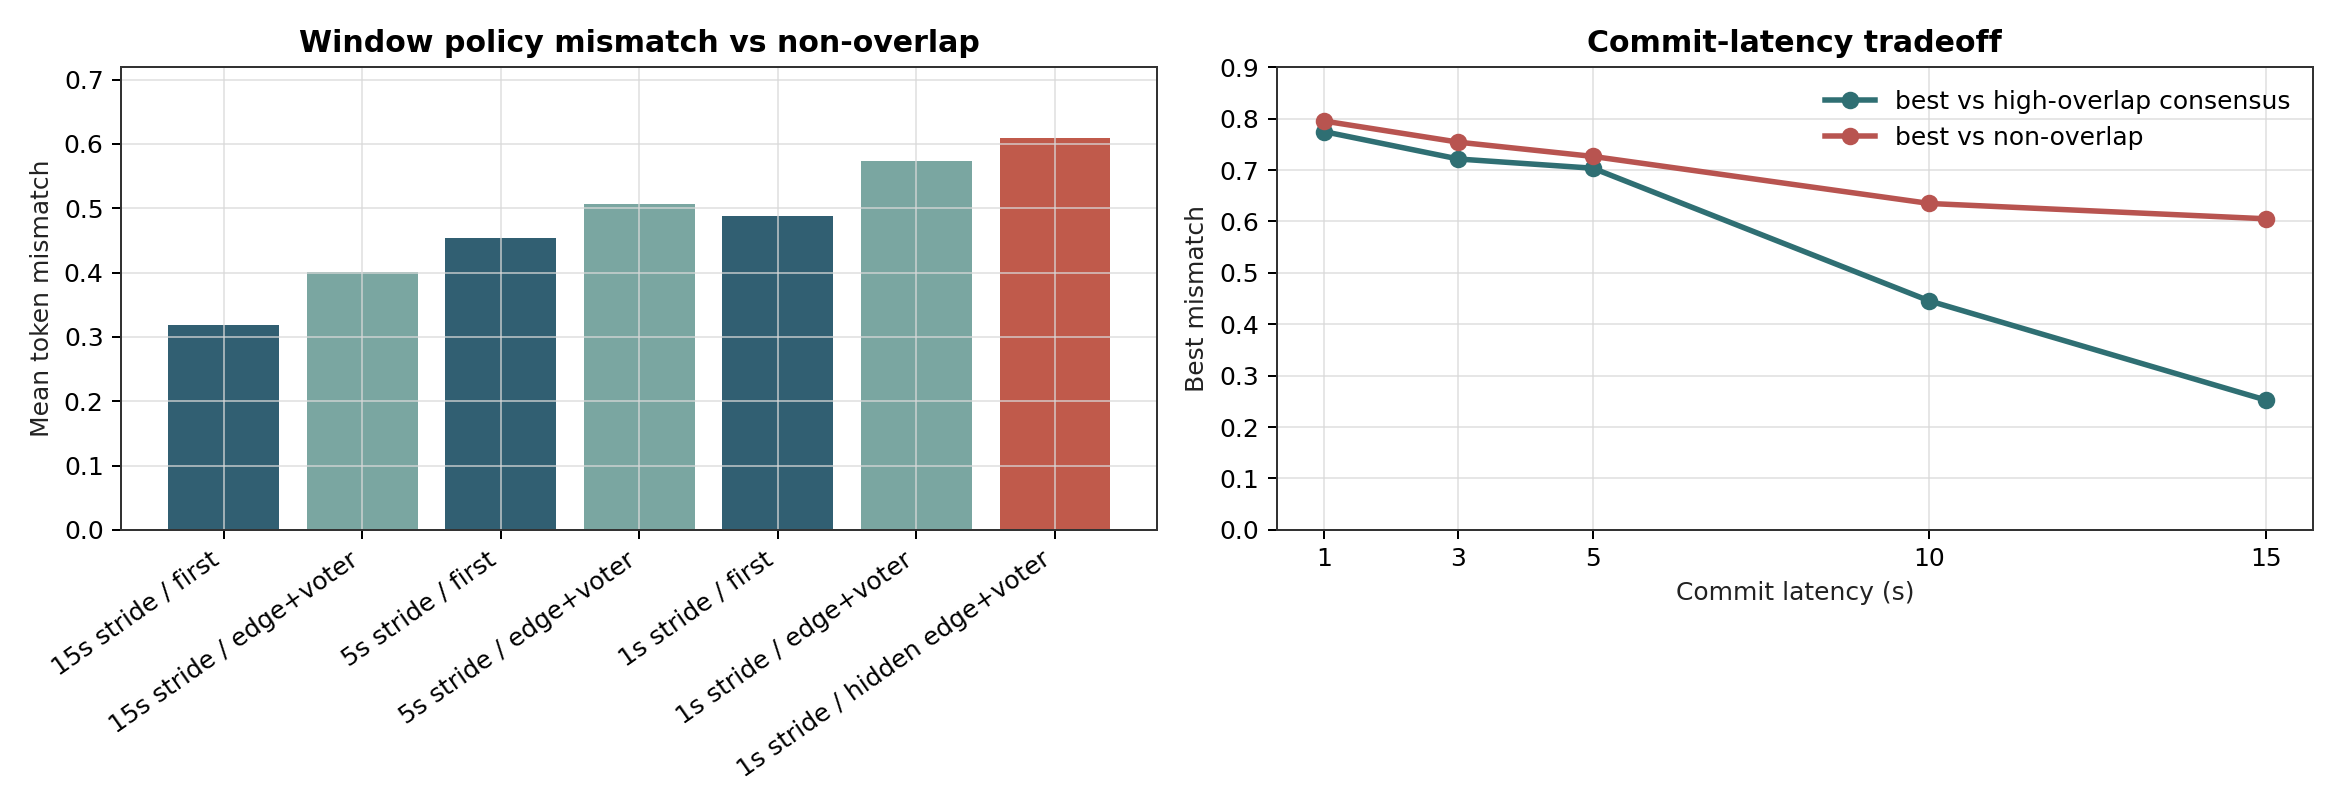 Window policy mismatch vs non-overlap
Mean token mismatch
0.7
0.6
0.5
0.4
0.3
0.2
0.1
0.0
15s stride / first
15s stride / edge+voter
5s stride / first
5s stride / edge+voter
1s stride / first
1s stride / edge+voter
1s stride / hidden edge+voter
Commit-latency tradeoff
Best mismatch
0.9
0.8
0.7
0.6
0.5
0.4
0.3
0.2
0.1
0.0
best vs high-overlap consensus
best vs non-overlap
1 3 5 10 15
Commit latency (s)